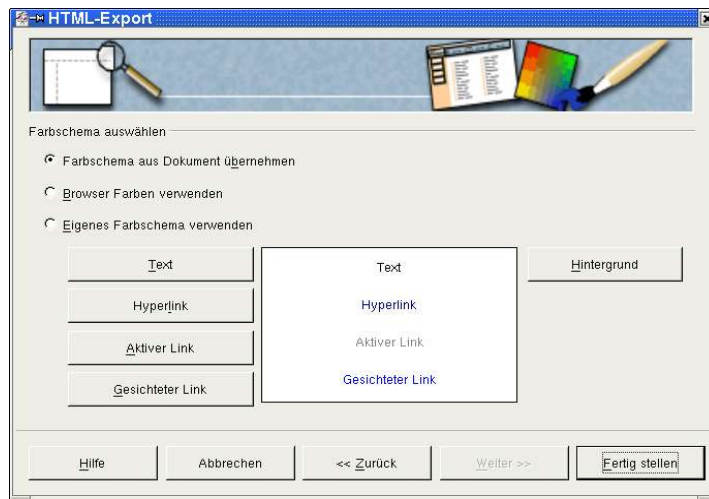 HTML-Export
Farbschema auswählen
Farbschema aus Dokument übernehmen
Browser Farben verwenden
Eigenes Farbschema verwenden
Text
Text
Hintergrund
Hyperlink
Hyperlink
Aktiver Link
Aktiver Link
Gesichteter Link
Gesichteter Link
Hilfe
Abbrechen
<< Zurück
Weiter >>
Fertig stellen